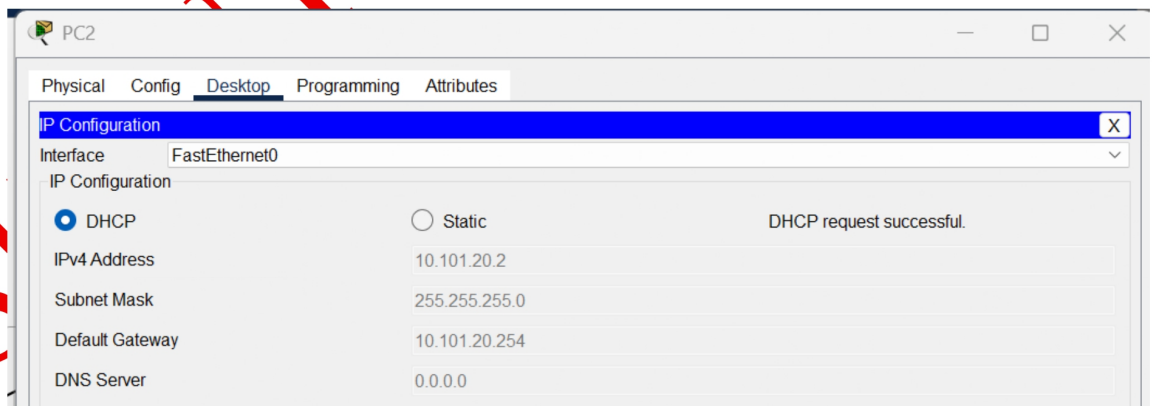 PC2
Physical Config Desktop Programming Attributes
IP Configuration X
Interface FastEthernet0
IP Configuration
DHCP Static DHCP request successful.
IPv4 Address 10.101.20.2
Subnet Mask 255.255.255.0
Default Gateway 10.101.20.254
DNS Server 0.0.0.0